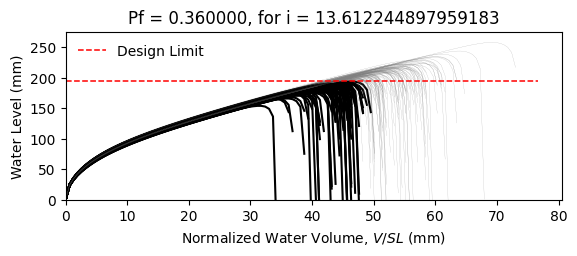 Pf = 0.360000, for i = 13.612244897959183
Water Level (mm)
250
200
150
100
50
0
Design Limit
0 10 20 30 40 50 60 70 80
Normalized Water Volume, V/SL (mm)